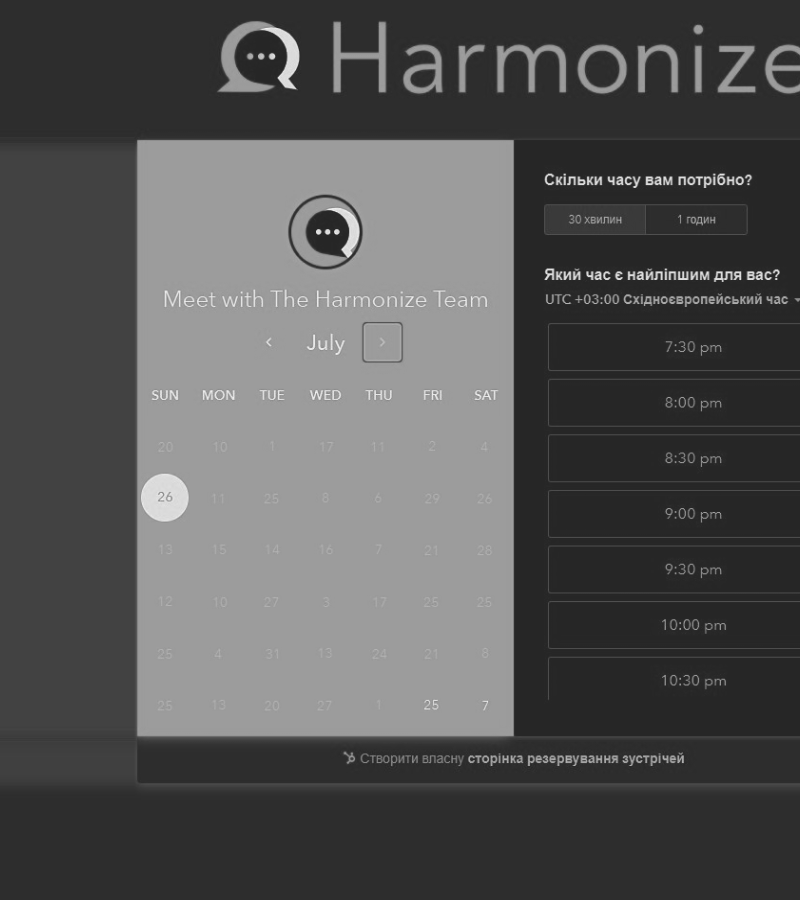 Harmonize
Meet with The Harmonize Team
July
SUN MON TUE WED THU FRI SAT
20 10 1 17 11 2 4
26 11 25 8 6 29 26
13 15 14 16 7 21 28
12 10 27 3 17 25 25
25 4 31 13 24 21 8
25 13 20 27 1 25 7
Скільки часу вам потрібно?
30 хвилин 1 годин
Який час є найліпшим для вас?
UTC +03:00 Східноєвропейський час
7:30 pm
8:00 pm
8:30 pm
9:00 pm
9:30 pm
10:00 pm
10:30 pm
Створити власну сторінка резервування зустрічей